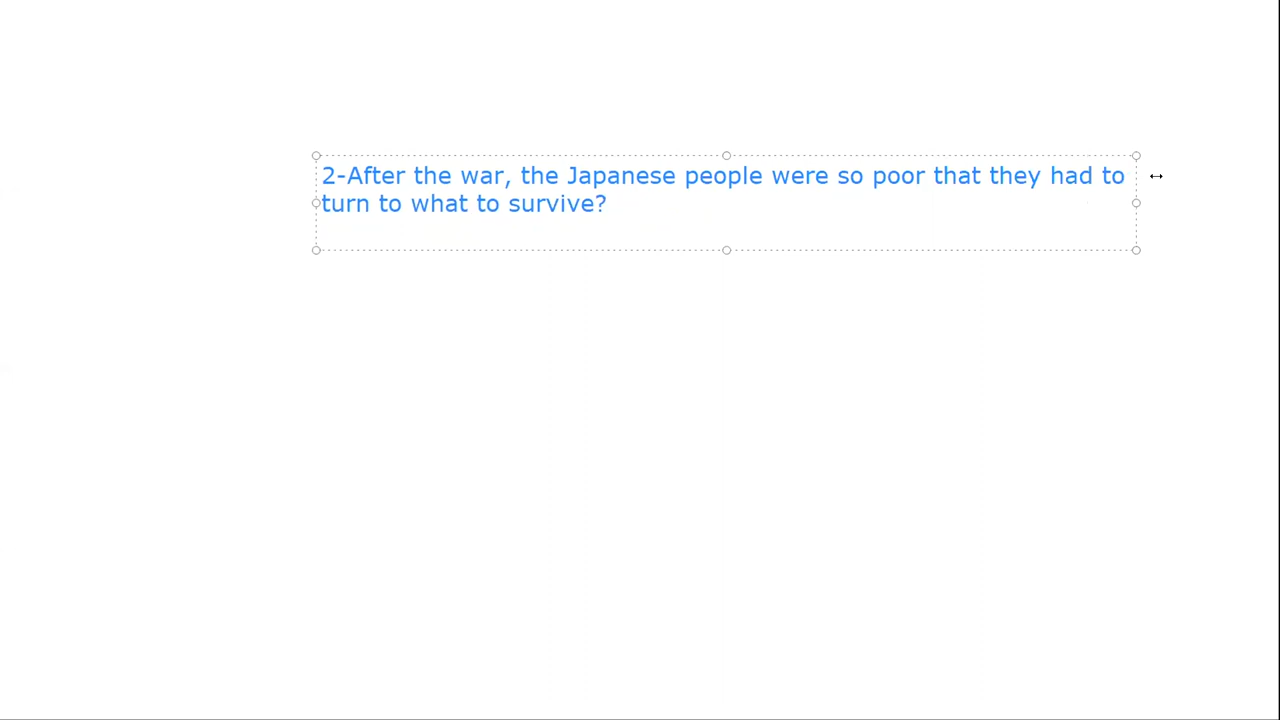 2-After the war, the Japanese people were so poor that they had to
turn to what to survive?